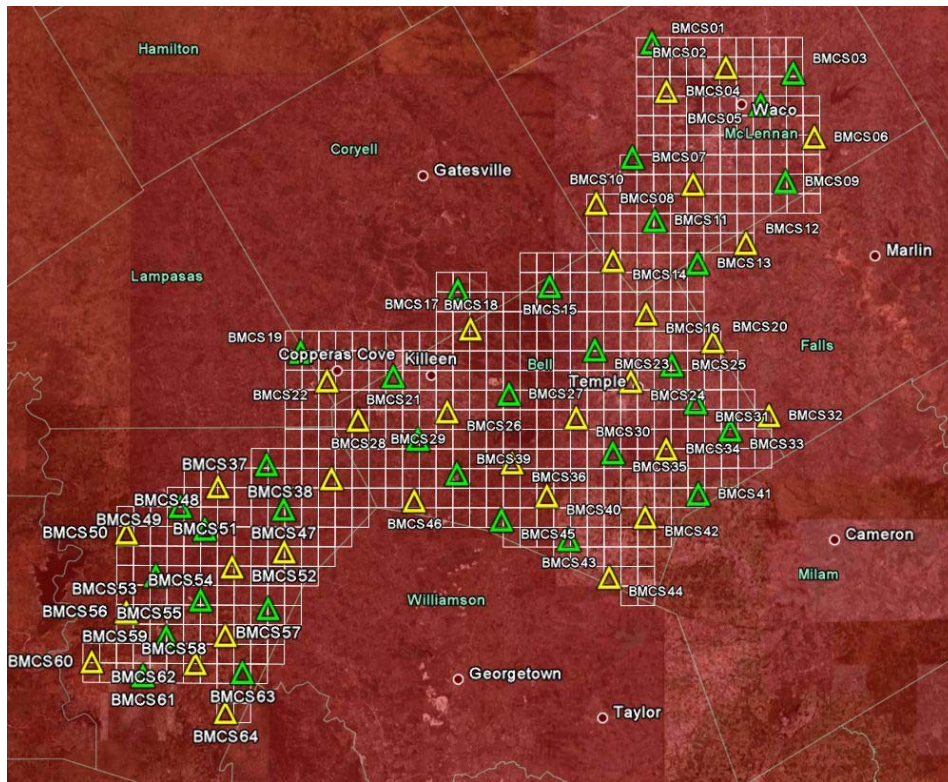 BMCS01
Hamilton
BMCS02
BMCS03
BMCS04
Waco
BMCS05
McLennan
BMCS06
Coryell
BMCS07
Gatesville
BMCS10
BMCS08
BMCS09
BMCS11
BMCS12
Marlin
BMCS13
BMCS14
Lampasas
BMCS17
BMCS18
BMCS15
BMCS16
BMCS20
BMCS19
Falls
Copperas Cove
Killeen
Bell
BMCS23
BMCS25
Temple
BMCS22
BMCS21
BMCS27
BMCS24
BMCS31
BMCS32
BMCS26
BMCS28
BMCS29
BMCS30
BMCS33
BMCS34
BMCS39
BMCS35
BMCS37
BMCS36
BMCS38
BMCS41
BMCS48
BMCS40
BMCS46
BMCS49
BMCS51
BMCS47
BMCS50
BMCS42
BMCS45
Cameron
BMCS43
BMCS52
Milam
BMCS54
BMCS53
BMCS44
Williamson
BMCS56
BMCS55
BMCS57
BMCS59
BMCS58
BMCS60
BMCS62
Georgetown
BMCS61
BMCS63
Taylor
BMCS64